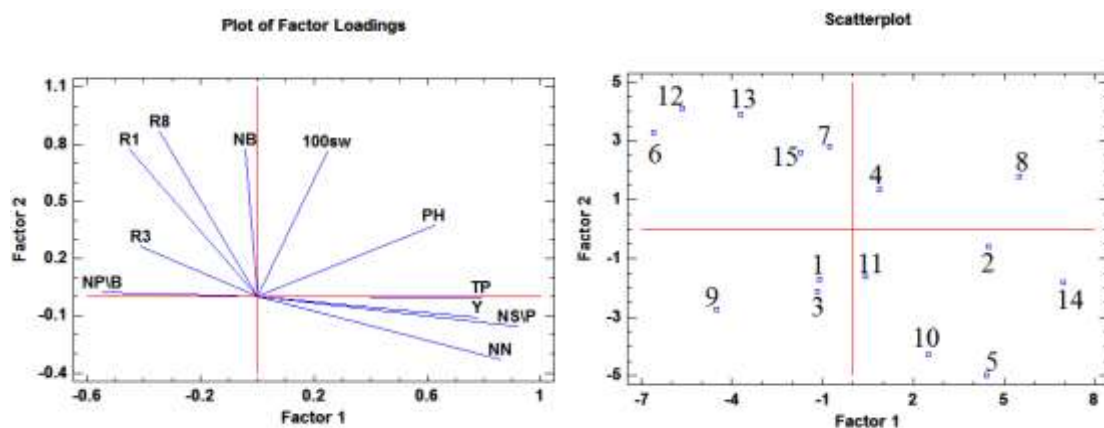 Plot of Factor Loadings
1.1
0.8
0.5
0.2
-0.1
-0.4
Factor 2
R1
R8
NB
100sw
PH
R3
NP\B
TP
Y
NS\P
NN
-0.6
-0.2
0.2
0.6
1
Factor 1
Scatterplot
5
3
1
-1
-3
-5
Factor 2
12
13
6
15
7
4
8
1
11
2
9
3
14
10
5
-7
-4
-1
2
5
8
Factor 1